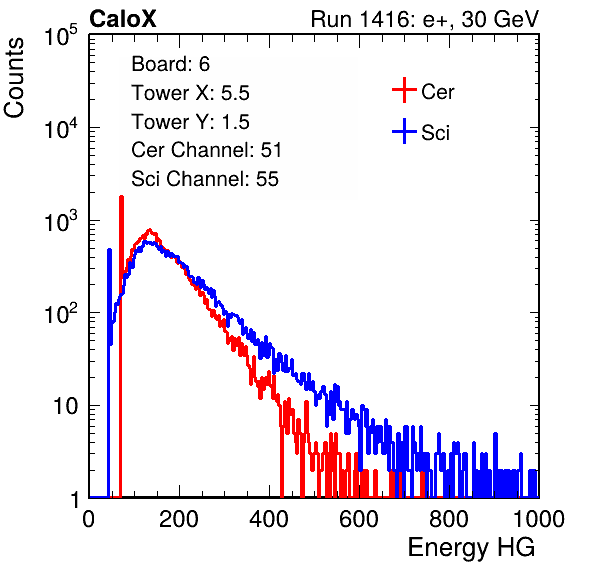 CaloX Run 1416: e+, 30 GeV
Board: 6
Tower X: 5.5
Tower Y: 1.5
Cer Channel: 51
Sci Channel: 55
Cer
Sci
Counts
10^5
10^4
10^3
10^2
10
1
0 200 400 600 800 1000
Energy HG